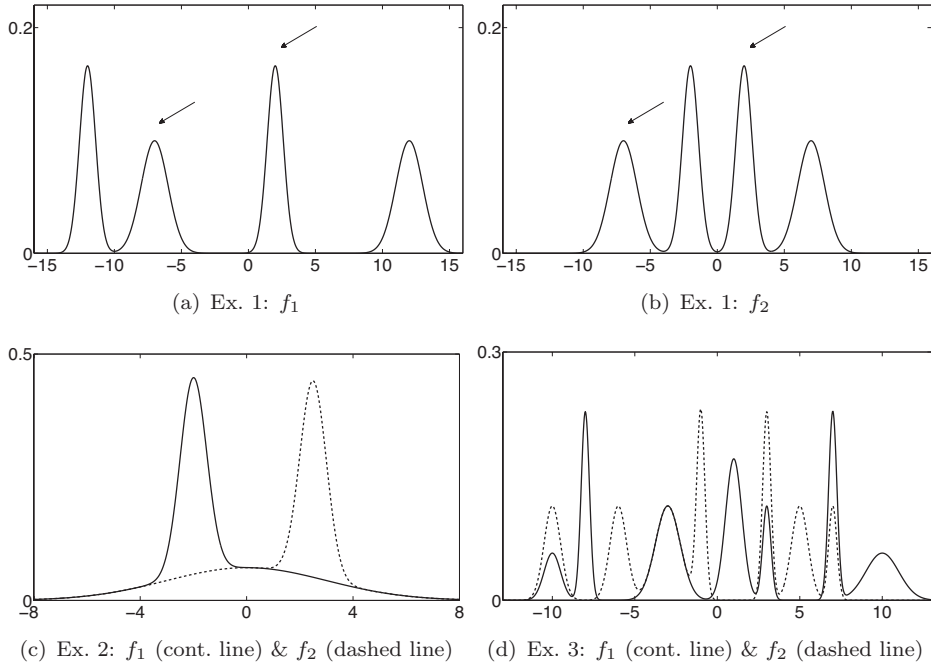 0.2
0
−15 −10 −5 0 5 10 15
(a) Ex. 1: f₁
0.2
0
−15 −10 −5 0 5 10 15
(b) Ex. 1: f₂
0.5
0
−8 −4 0 4 8
(c) Ex. 2: f₁ (cont. line) & f₂ (dashed line)
0.3
0
−10 −5 0 5 10
(d) Ex. 3: f₁ (cont. line) & f₂ (dashed line)